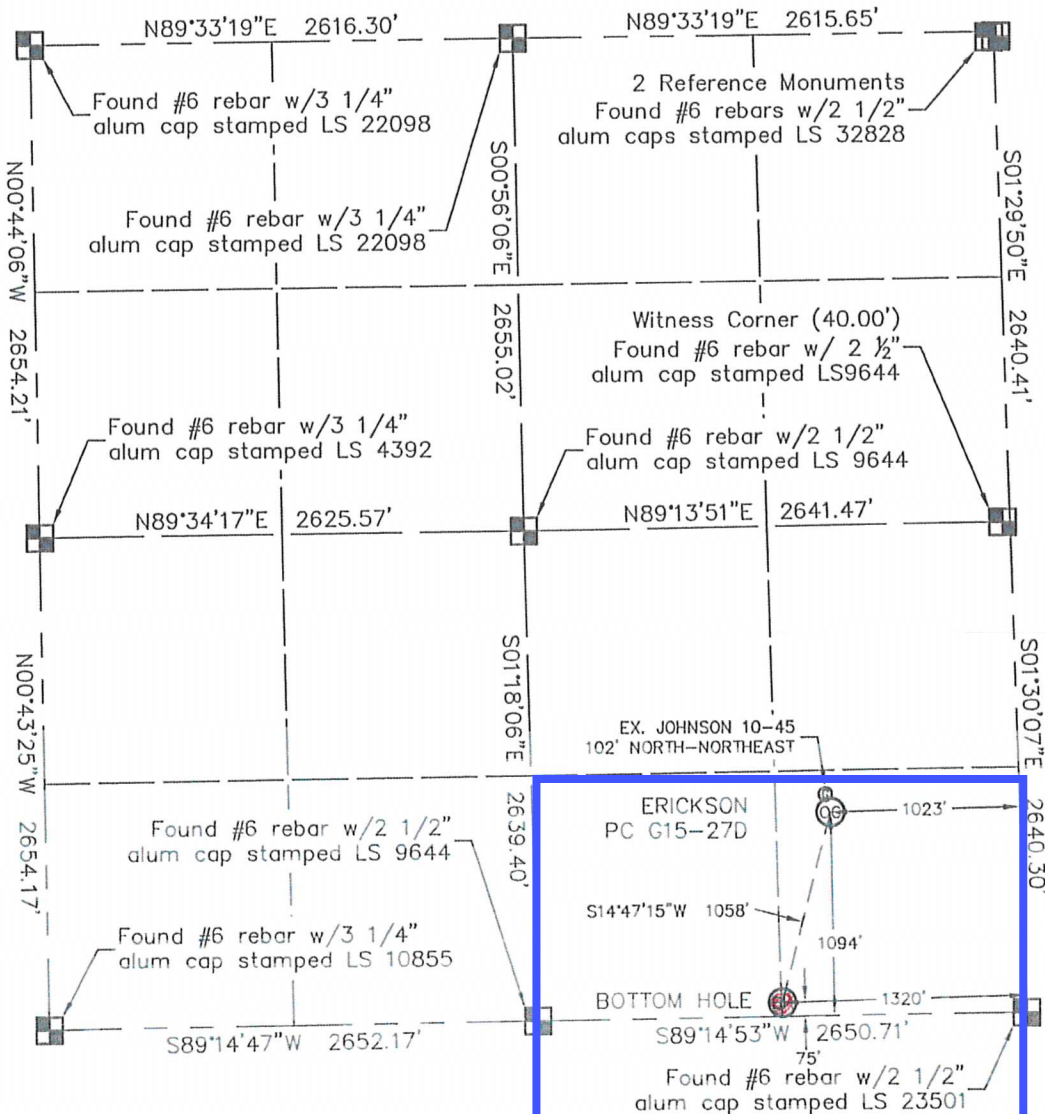 N89°33'19"E 2616.30'
N89°33'19"E 2615.65'
Found #6 rebar w/3 1/4"
alum cap stamped LS 22098
2 Reference Monuments
Found #6 rebars w/2 1/2"
alum caps stamped LS 32828
N00°44'06"W 2654.21'
Found #6 rebar w/3 1/4"
alum cap stamped LS 22098
S00°56'06"E 2655.02'
S01°29'50"E 2640.41'
Witness Corner (40.00')
Found #6 rebar w/ 2 ½"
alum cap stamped LS9644
Found #6 rebar w/3 1/4"
alum cap stamped LS 4392
Found #6 rebar w/2 1/2"
alum cap stamped LS 9644
N89°34'17"E 2625.57'
N89°13'51"E 2641.47'
N00°43'25"W 2654.17'
S01°18'06"E 2639.40'
S01°30'07"E 2640.30'
EX. JOHNSON 10-45
102' NORTH-NORTHEAST
ERICKSON
PC G15-27D
OG
1023'
Found #6 rebar w/2 1/2"
alum cap stamped LS 9644
S14°47'15"W 1058'
1094'
Found #6 rebar w/3 1/4"
alum cap stamped LS 10855
BOTTOM HOLE
1320'
S89°14'47"W 2652.17'
S89°14'53"W 2650.71'
75'
Found #6 rebar w/2 1/2"
alum cap stamped LS 23501